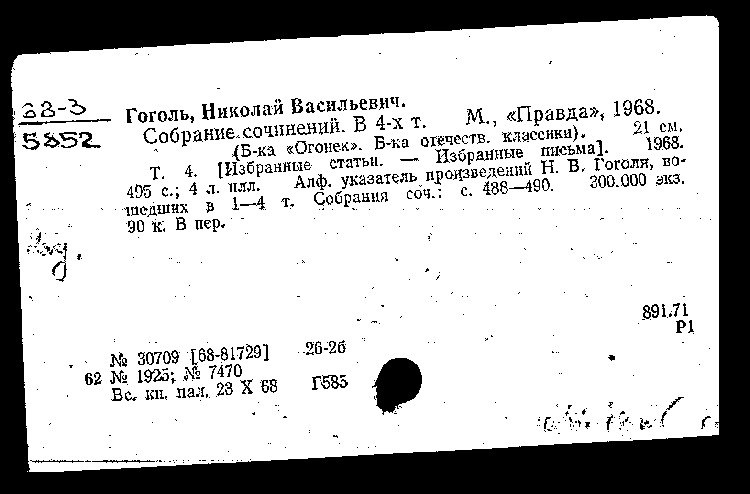 68-3
5852
Гоголь, Николай Васильевич.
Собрание сочинений. В 4-х т. М., «Правда», 1968.
(Б-ка «Огонек». Б-ка отечеств. классики). 21 см.
Т. 4. [Избранные статьи. — Избранные письма]. 1968.
495 с.; 4 л. илл. Алф. указатель произведений Н. В. Гоголя, во-
шедших в 1—4 т. Собрания соч.: с. 488—490. 300.000 экз.
90 к. В пер.
891.71
Р1
№ 30709 [68-81729] 26-26
62 № 1925; № 7470
Вс. кн. пал. 23 X 68 Г585